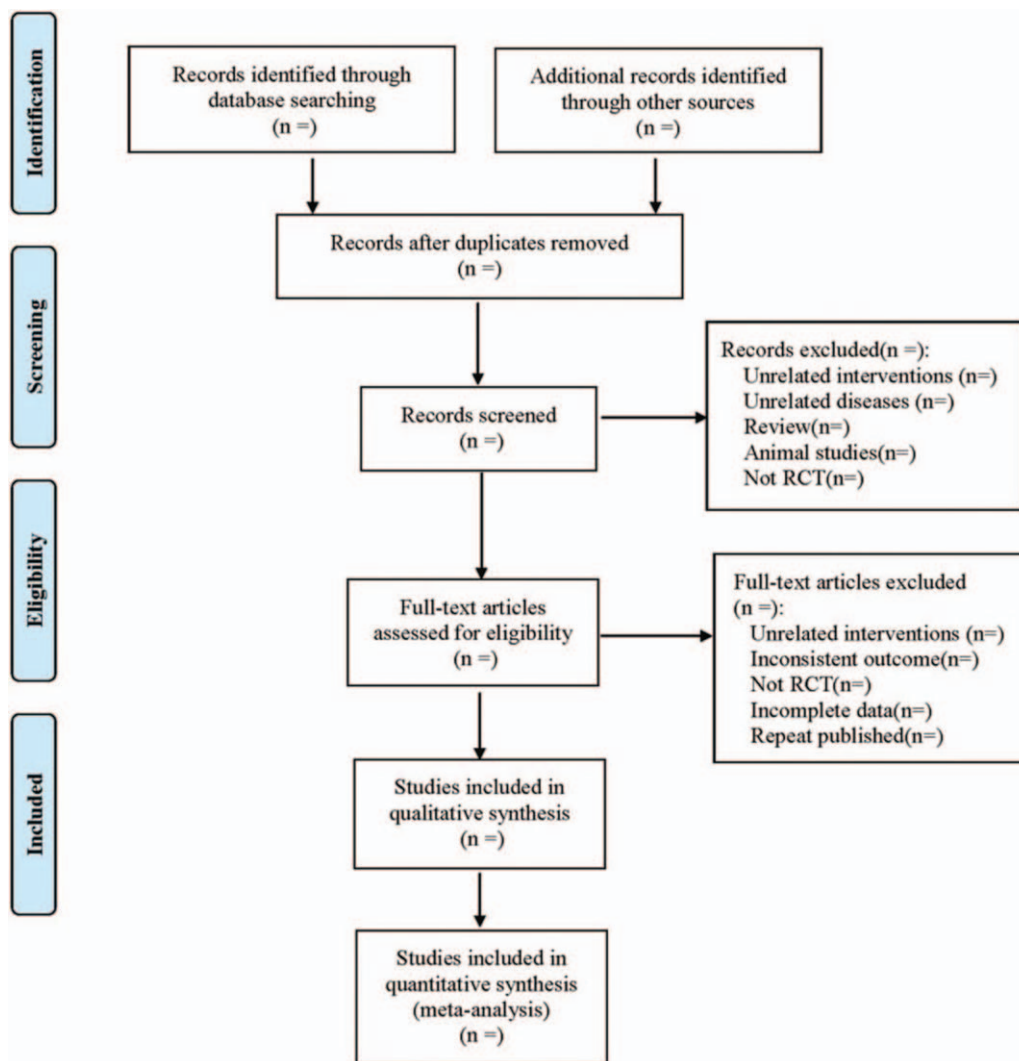 Identification
Records identified through
database searching
(n =)
Additional records identified
through other sources
(n =)
Records after duplicates removed
(n =)
Screening
Records screened
(n =)
Records excluded(n =):
Unrelated interventions (n=)
Unrelated diseases (n=)
Review(n=)
Animal studies(n=)
Not RCT(n=)
Eligibility
Full-text articles
assessed for eligibility
(n =)
Full-text articles excluded
(n =):
Unrelated interventions (n=)
Inconsistent outcome(n=)
Not RCT(n=)
Incomplete data(n=)
Repeat published(n=)
Included
Studies included in
qualitative synthesis
(n =)
Studies included in
quantitative synthesis
(meta-analysis)
(n =)